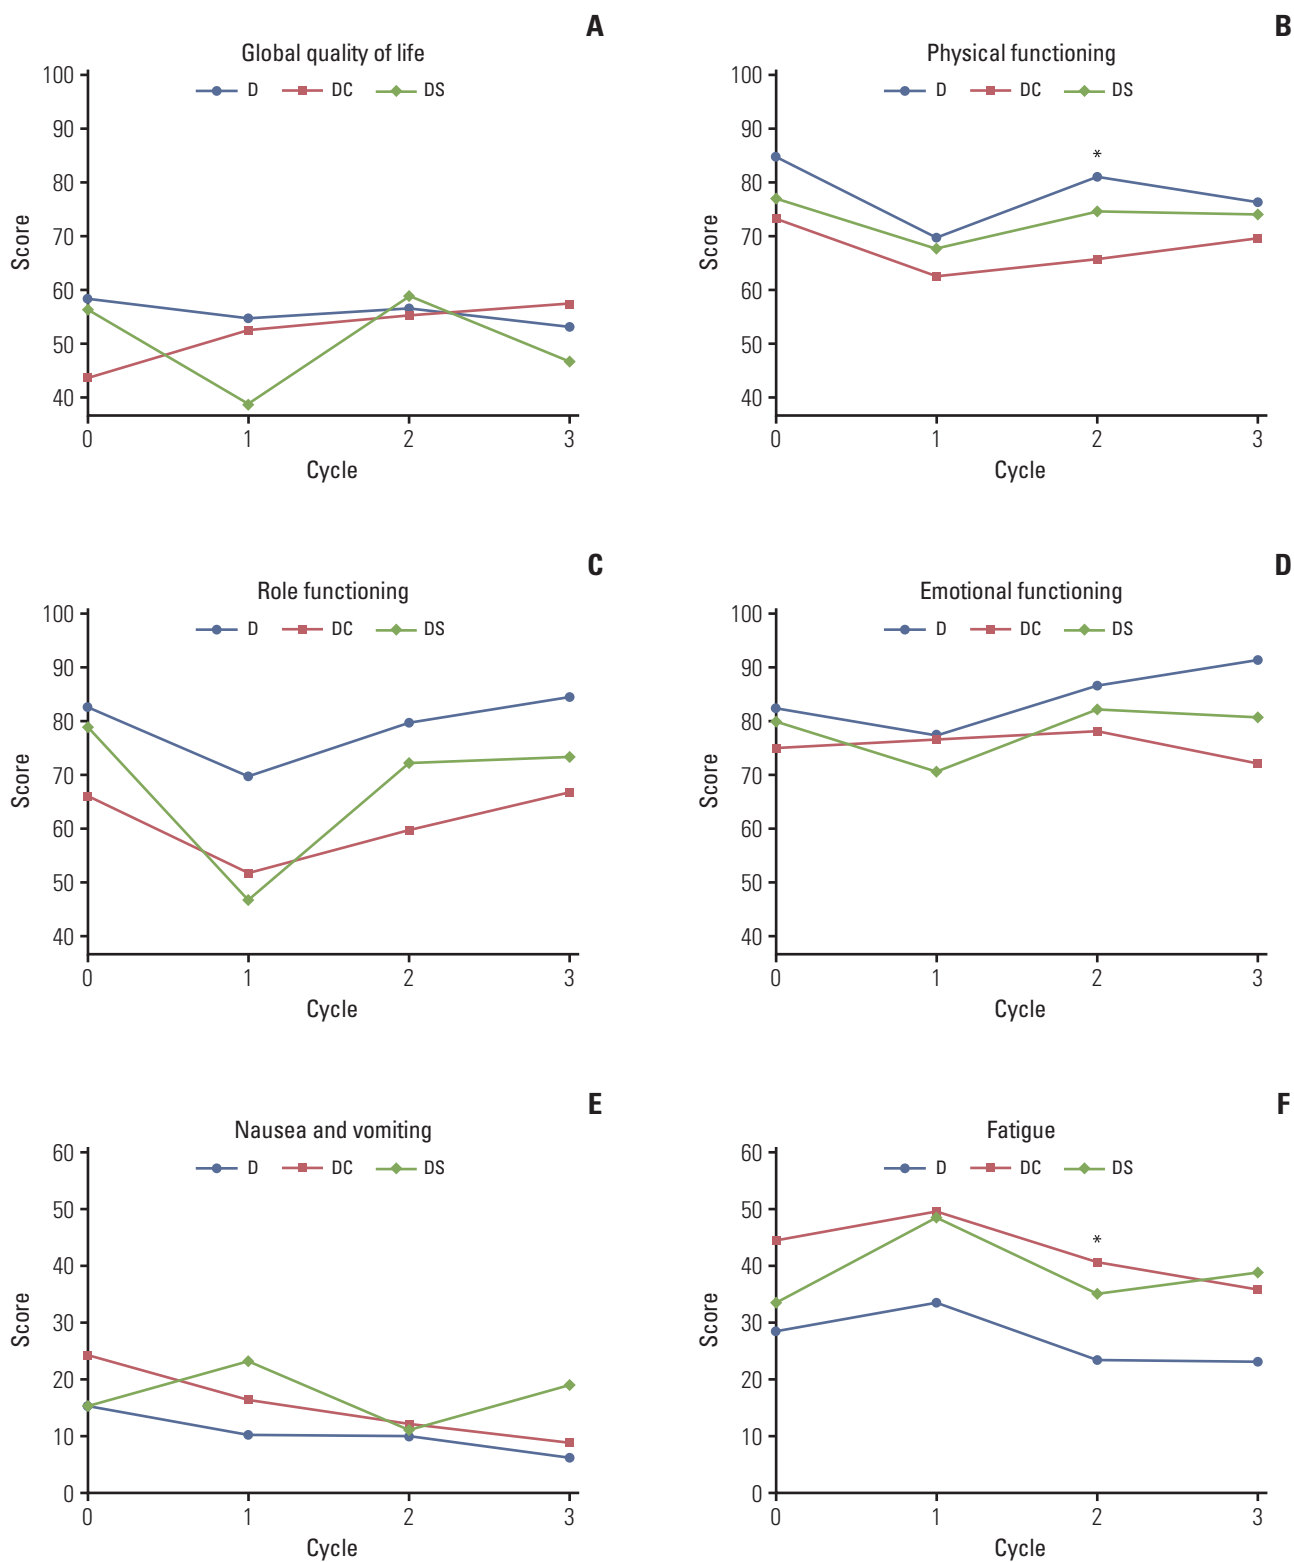 A
Global quality of life
D DC DS
100
90
80
70
60
50
40
Score
0 1 2 3
Cycle
B
Physical functioning
D DC DS
100
90
80
70
60
50
40
Score
*
0 1 2 3
Cycle
C
Role functioning
D DC DS
100
90
80
70
60
50
40
Score
0 1 2 3
Cycle
D
Emotional functioning
D DC DS
100
90
80
70
60
50
40
Score
0 1 2 3
Cycle
E
Nausea and vomiting
D DC DS
60
50
40
30
20
10
0
Score
0 1 2 3
Cycle
F
Fatigue
D DC DS
60
50
40
30
20
10
0
Score
*
0 1 2 3
Cycle